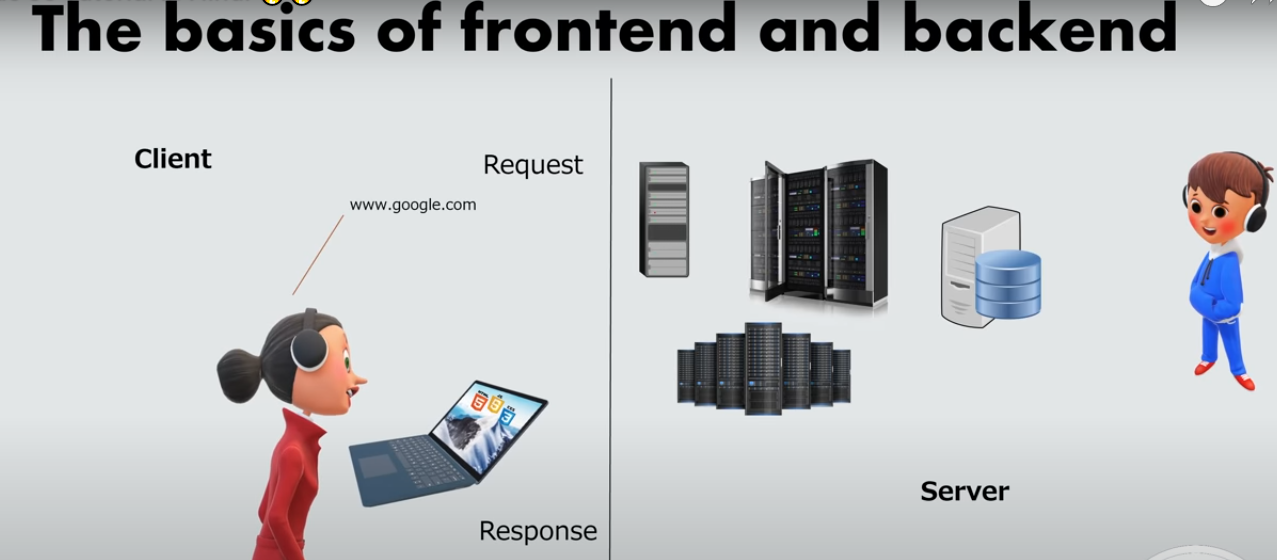 The basics of frontend and backend
Client
Request
www.google.com
Response
Server